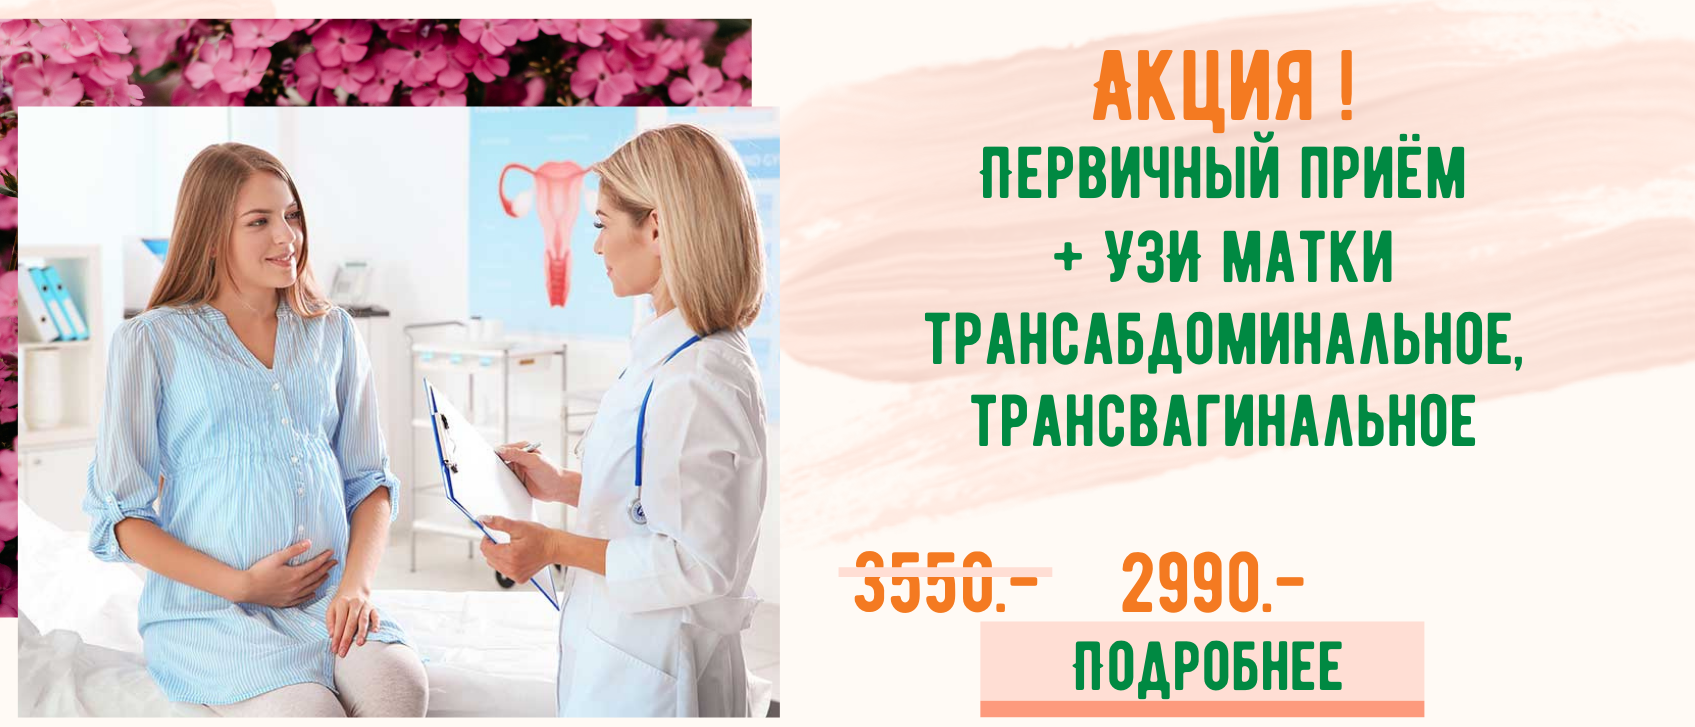 АКЦИЯ !
ПЕРВИЧНЫЙ ПРИЁМ
+ УЗИ МАТКИ
ТРАНСАБДОМИНАЛЬНОЕ,
ТРАНСВАГИНАЛЬНОЕ
3550.- 2990.-
ПОДРОБНЕЕ